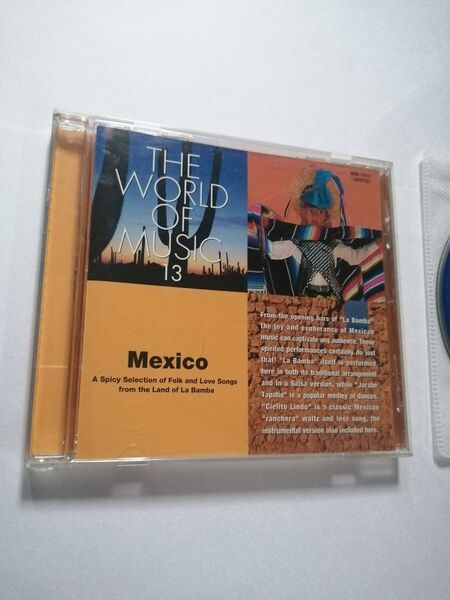 THE
WORLD
OF
MUSIC
13
Mexico
A Spicy Selection of Folk and Love Songs
from the Land of La Bamba
From the opening bars of "La Bamba"
the joy and exuberance of Mexican
music can captivate any audience. These
spirited performances certainly do just
that! "La Bamba" itself is performed
here in both its traditional arrangement
and in a Salsa version, while "Jarabe
Tapatio" is a popular medley of dances.
"Cielito Lindo" is a classic Mexican
"ranchera" waltz and love song, the
instrumental version also included here.